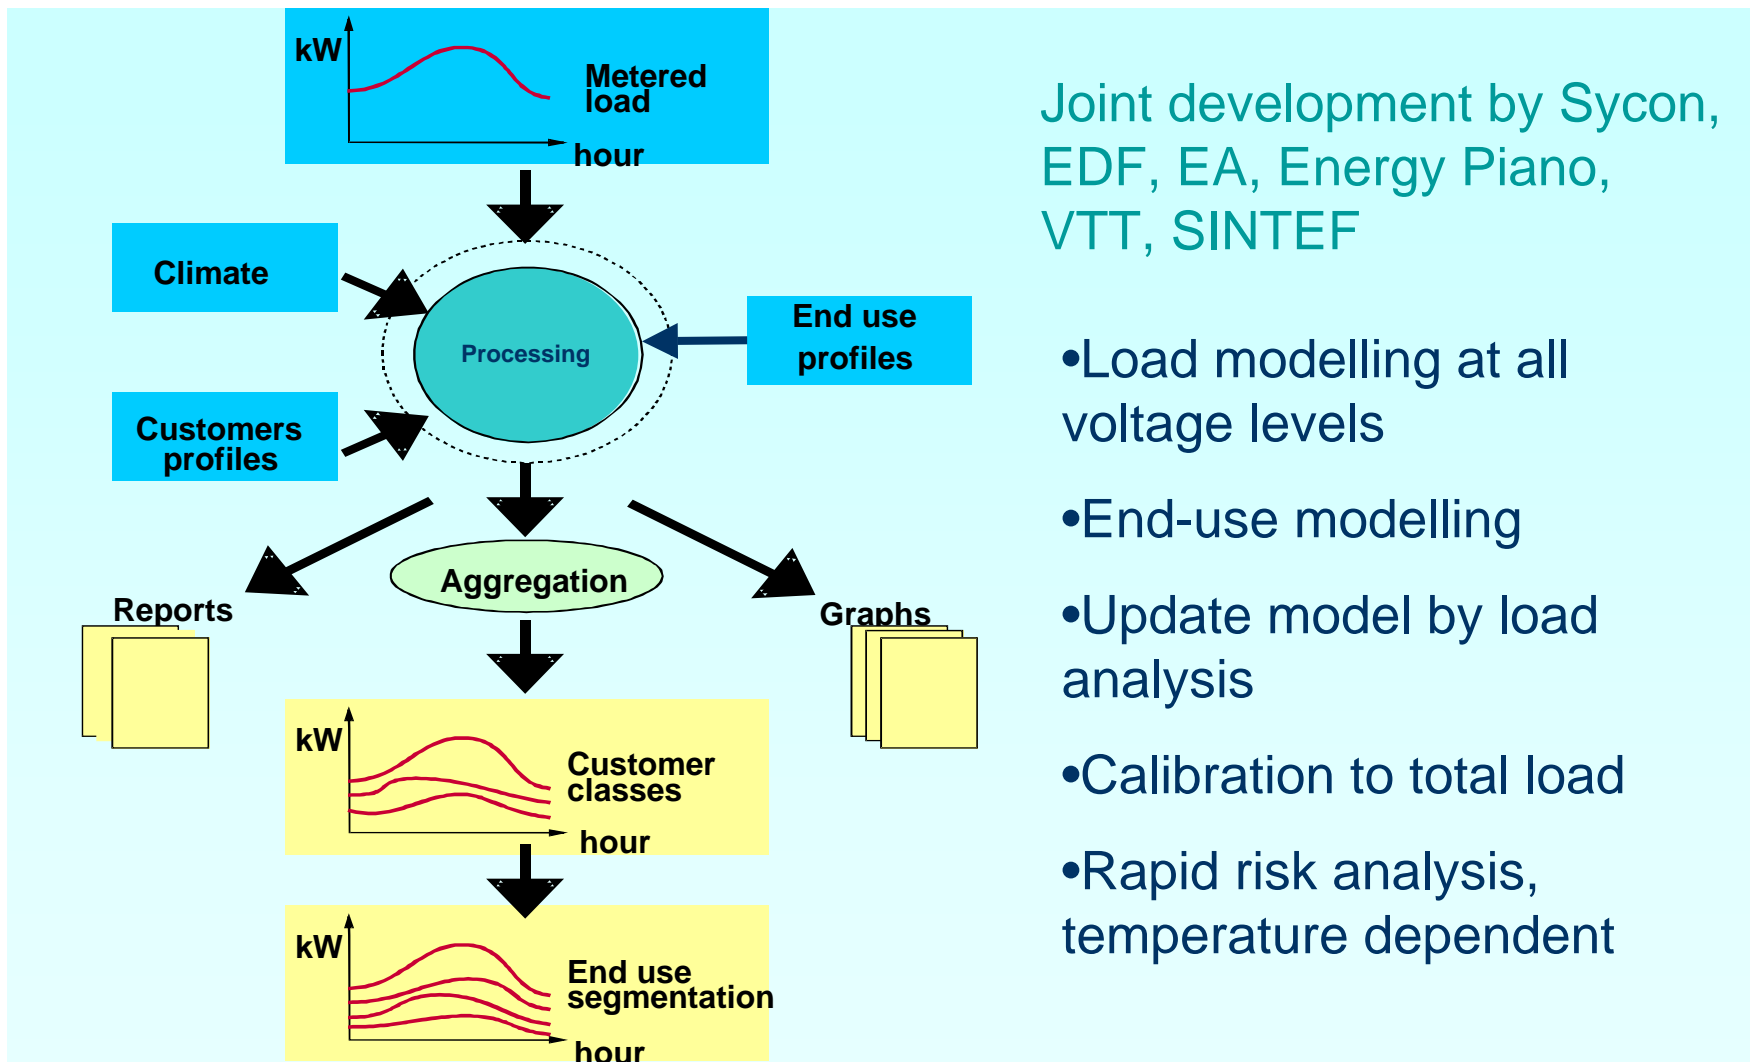 kW
Metered
load
hour
Climate
Processing
End use
profiles
Customers
profiles
Aggregation
Reports
Graphs
kW
Customer
classes
hour
kW
End use
segmentation
hour
Joint development by Sycon,
EDF, EA, Energy Piano,
VTT, SINTEF
•Load modelling at all
voltage levels
•End-use modelling
•Update model by load
analysis
•Calibration to total load
•Rapid risk analysis,
temperature dependent